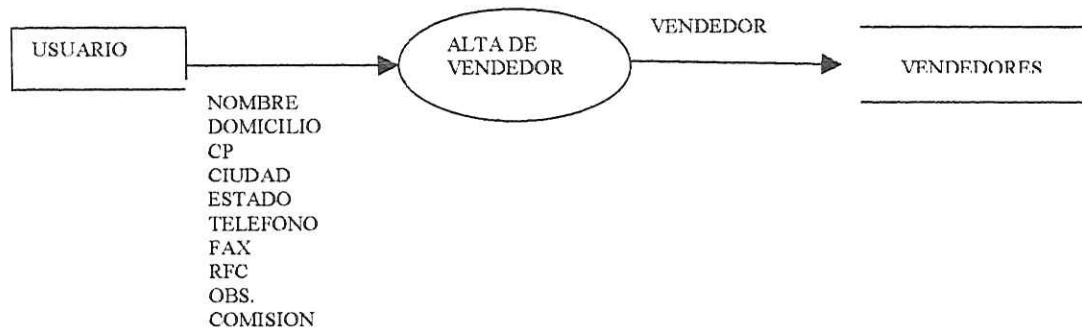 USUARIO
ALTA DE
VENDEDOR
VENDEDOR
VENDEDORES
NOMBRE
DOMICILIO
CP
CIUDAD
ESTADO
TELEFONO
FAX
RFC
OBS.
COMISION